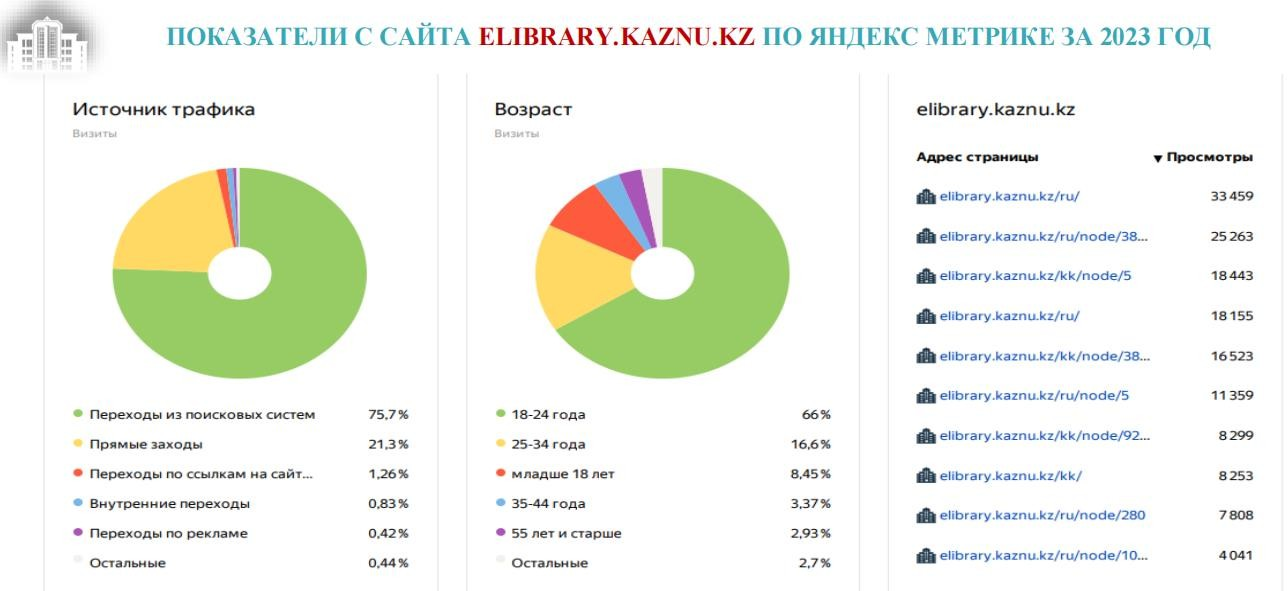 ПОКАЗАТЕЛИ С САЙТА ELIBRARY.KAZNU.KZ ПО ЯНДЕКС МЕТРИКЕ ЗА 2023 ГОД
Источник трафика
Визиты
Переходы из поисковых систем 75,7 %
Прямые заходы 21,3 %
Переходы по ссылкам на сайт... 1,26 %
Внутренние переходы 0,83 %
Переходы по рекламе 0,42 %
Остальные 0,44 %
Возраст
Визиты
18-24 года 66 %
25-34 года 16,6 %
младше 18 лет 8,45 %
35-44 года 3,37 %
55 лет и старше 2,93 %
Остальные 2,7 %
elibrary.kaznu.kz
Адрес страницы ▼ Просмотры
elibrary.kaznu.kz/ru/ 33 459
elibrary.kaznu.kz/ru/node/38... 25 263
elibrary.kaznu.kz/kk/node/5 18 443
elibrary.kaznu.kz/ru/ 18 155
elibrary.kaznu.kz/kk/node/38... 16 523
elibrary.kaznu.kz/ru/node/5 11 359
elibrary.kaznu.kz/kk/node/92... 8 299
elibrary.kaznu.kz/kk/ 8 253
elibrary.kaznu.kz/ru/node/280 7 808
elibrary.kaznu.kz/ru/node/10... 4 041